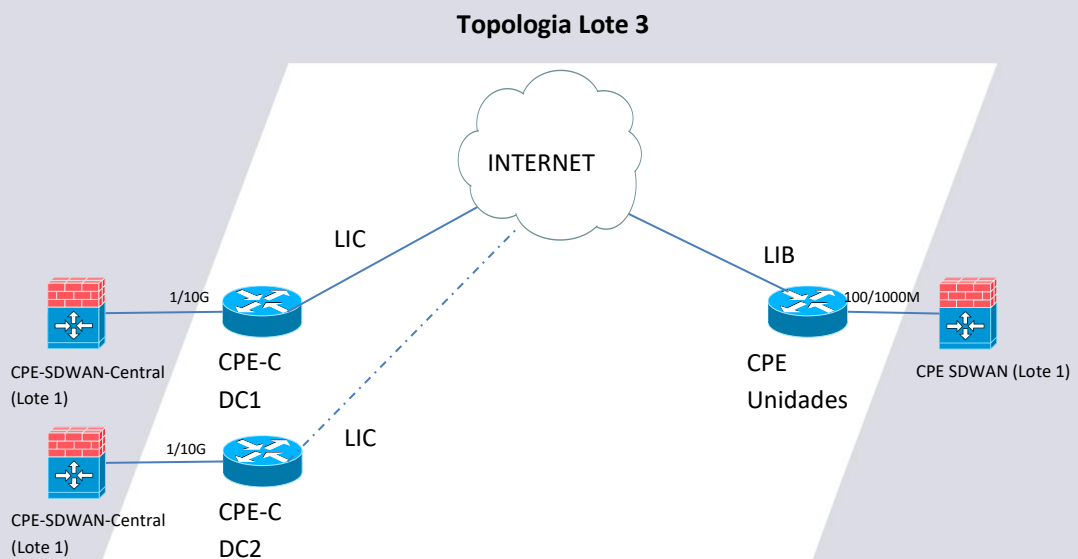 Topologia Lote 3
INTERNET
LIC
LIB
1/10G
100/1000M
CPE-SDWAN-Central
(Lote 1)
CPE-C
DC1
CPE
Unidades
CPE SDWAN (Lote 1)
LIC
1/10G
CPE-SDWAN-Central
(Lote 1)
CPE-C
DC2